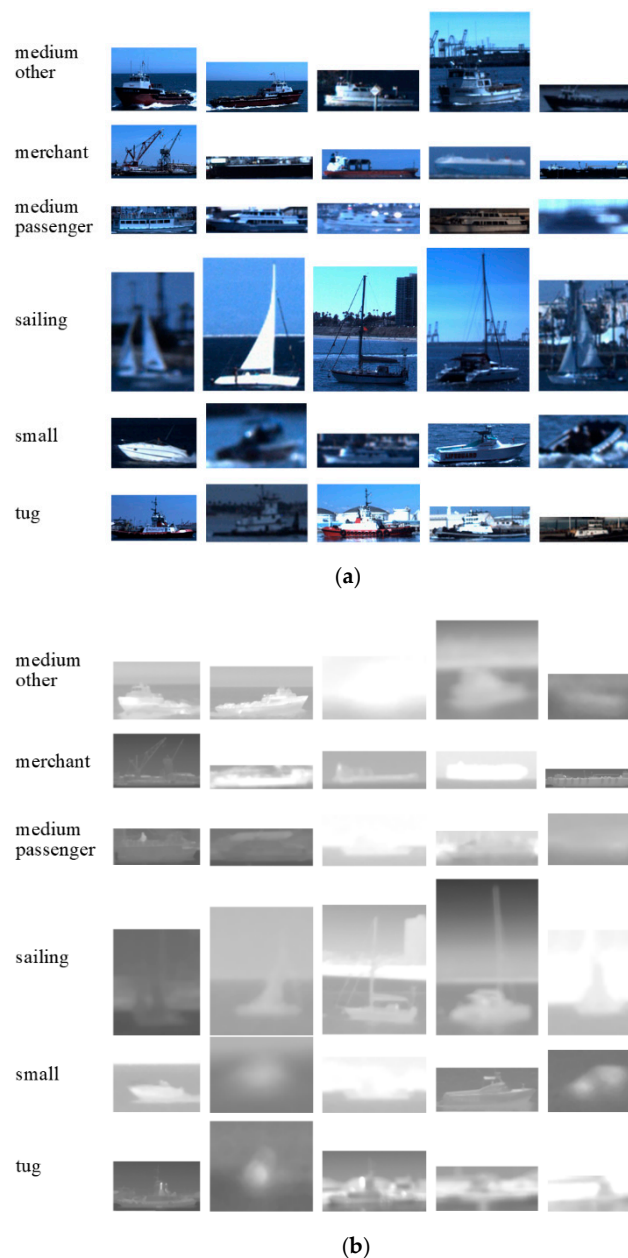 medium
other
merchant
medium
passenger
sailing
small
tug
(a)
medium
other
merchant
medium
passenger
sailing
small
tug
(b)